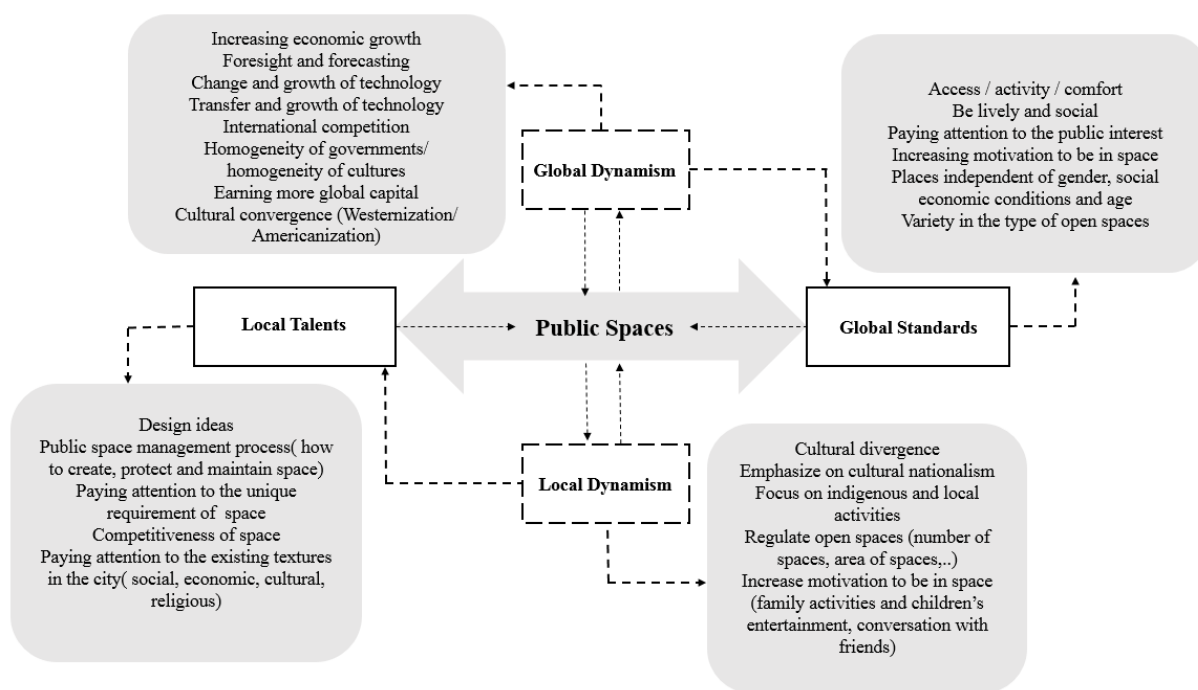 Increasing economic growth
Foresight and forecasting
Change and growth of technology
Transfer and growth of technology
International competition
Homogeneity of governments/
homogeneity of cultures
Earning more global capital
Cultural convergence (Westernization/
Americanization)
Global Dynamism
Access / activity / comfort
Be lively and social
Paying attention to the public interest
Increasing motivation to be in space
Places independent of gender, social
economic conditions and age
Variety in the type of open spaces
Local Talents
Public Spaces
Global Standards
Design ideas
Public space management process( how
to create, protect and maintain space)
Paying attention to the unique
requirement of space
Competitiveness of space
Paying attention to the existing textures
in the city( social, economic, cultural,
religious)
Local Dynamism
Cultural divergence
Emphasize on cultural nationalism
Focus on indigenous and local
activities
Regulate open spaces (number of
spaces, area of spaces,..)
Increase motivation to be in space
(family activities and children’s
entertainment, conversation with
friends)